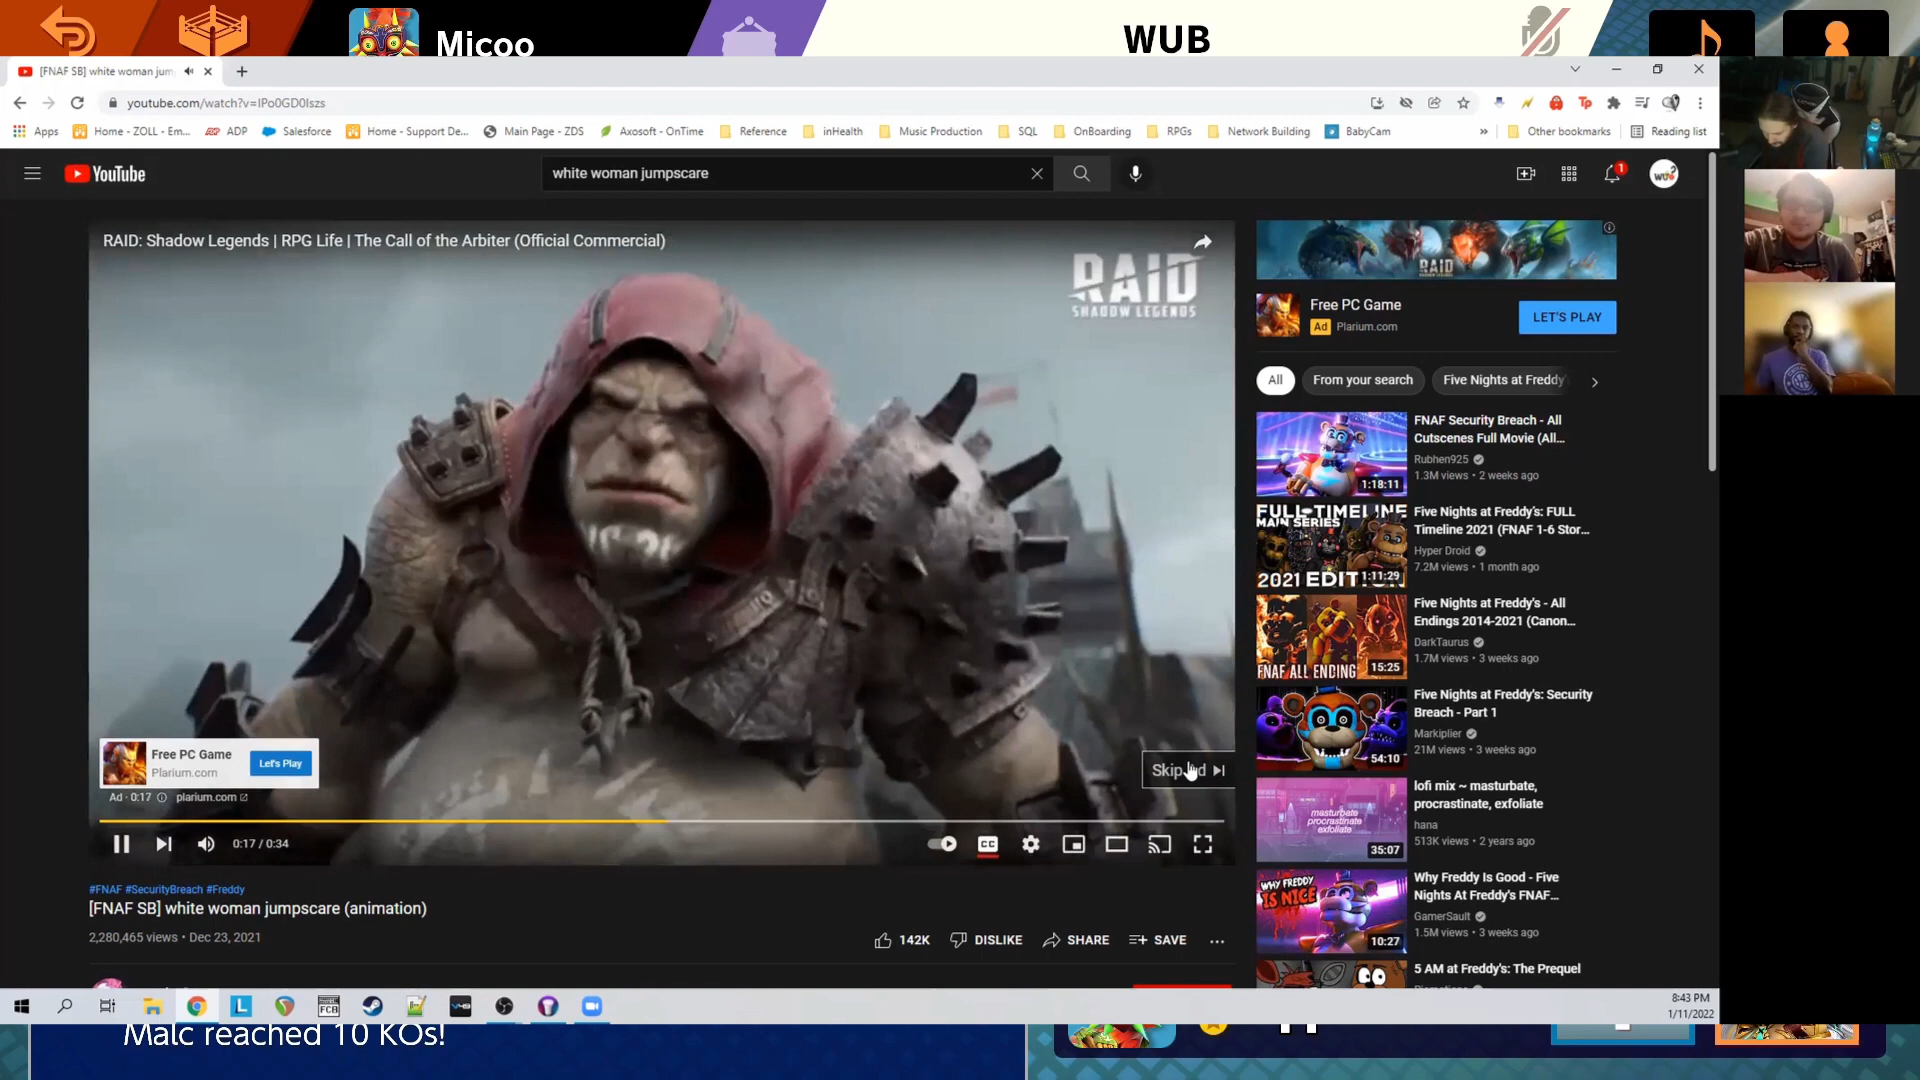 Micoo
WUB
[FNAF SB] white woman jum
youtube.com/watch?v=IPo0GD0Iszs
Apps
Home - ZOLL - Em...
ADP
Salesforce
Home - Support De...
Main Page - ZDS
Axosoft - OnTime
Reference
inHealth
Music Production
SQL
OnBoarding
RPGs
Network Building
BabyCam
»
Other bookmarks
Reading list
YouTube
white woman jumpscare
1
RAID: Shadow Legends | RPG Life | The Call of the Arbiter (Official Commercial)
RAID
SHADOW LEGENDS
RAID
Free PC Game
Ad Plarium.com
LET'S PLAY
All
From your search
Five Nights at Freddy
FNAF Security Breach - All
Cutscenes Full Movie (All...
Rubhen925
1.3M views • 2 weeks ago
1:18:11
FULL-TIMELINE
MAIN SERIES
2021 EDITION
1:11:29
Five Nights at Freddy's: FULL
Timeline 2021 (FNAF 1-6 Stor...
Hyper Droid
7.2M views • 1 month ago
FNAF ALL ENDING
15:25
Five Nights at Freddy's - All
Endings 2014-2021 (Canon...
DarkTaurus
1.7M views • 3 weeks ago
54:10
Five Nights at Freddy's: Security
Breach - Part 1
Markiplier
21M views • 3 weeks ago
masturbate
procrastinate
exfoliate
35:07
lofi mix ~ masturbate,
procrastinate, exfoliate
hana
513K views • 2 years ago
WHY FREDDY
IS NICE
10:27
Why Freddy Is Good - Five
Nights At Freddy's FNAF...
GamerSault
1.5M views • 3 weeks ago
5 AM at Freddy's: The Prequel
Free PC Game
Plarium.com
Let's Play
Ad · 0:17 plarium.com
Skip
0:17 / 0:34
CC
#FNAF #SecurityBreach #Freddy
[FNAF SB] white woman jumpscare (animation)
2,280,465 views • Dec 23, 2021
142K
DISLIKE
SHARE
SAVE
...
8:43 PM
1/11/2022
Malc reached 10 KOs!